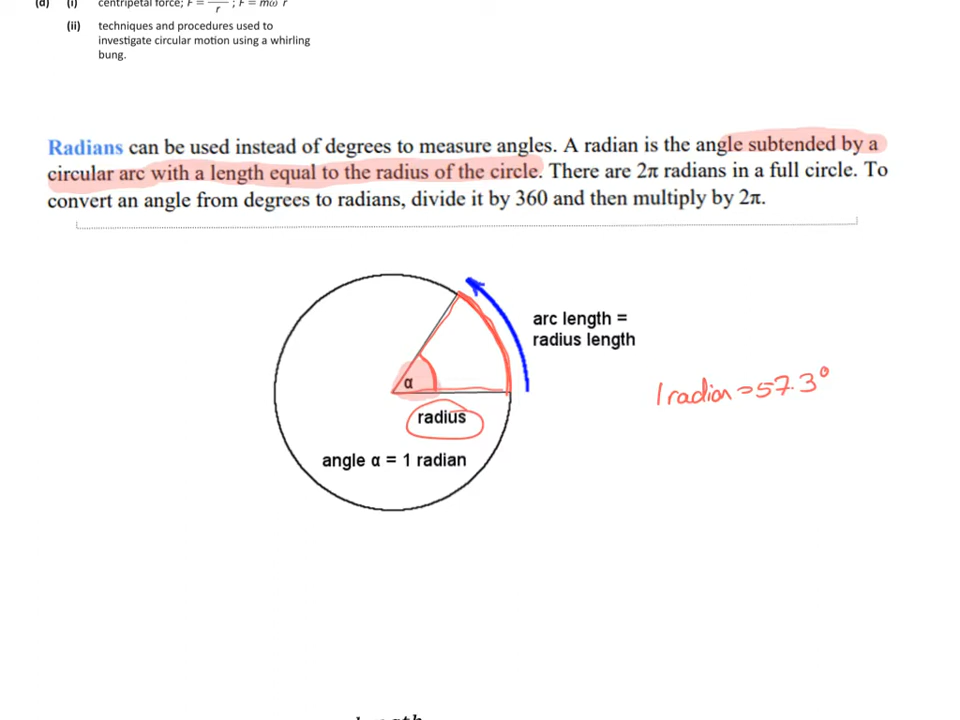 (d) (i) centripetal force; F = — r ; F = mω r
(ii) techniques and procedures used to
investigate circular motion using a whirling
bung.
Radians can be used instead of degrees to measure angles. A radian is the angle subtended by a
circular arc with a length equal to the radius of the circle. There are 2π radians in a full circle. To
convert an angle from degrees to radians, divide it by 360 and then multiply by 2π.
arc length =
radius length
α
1 radian = 57.3°
radius
angle α = 1 radian